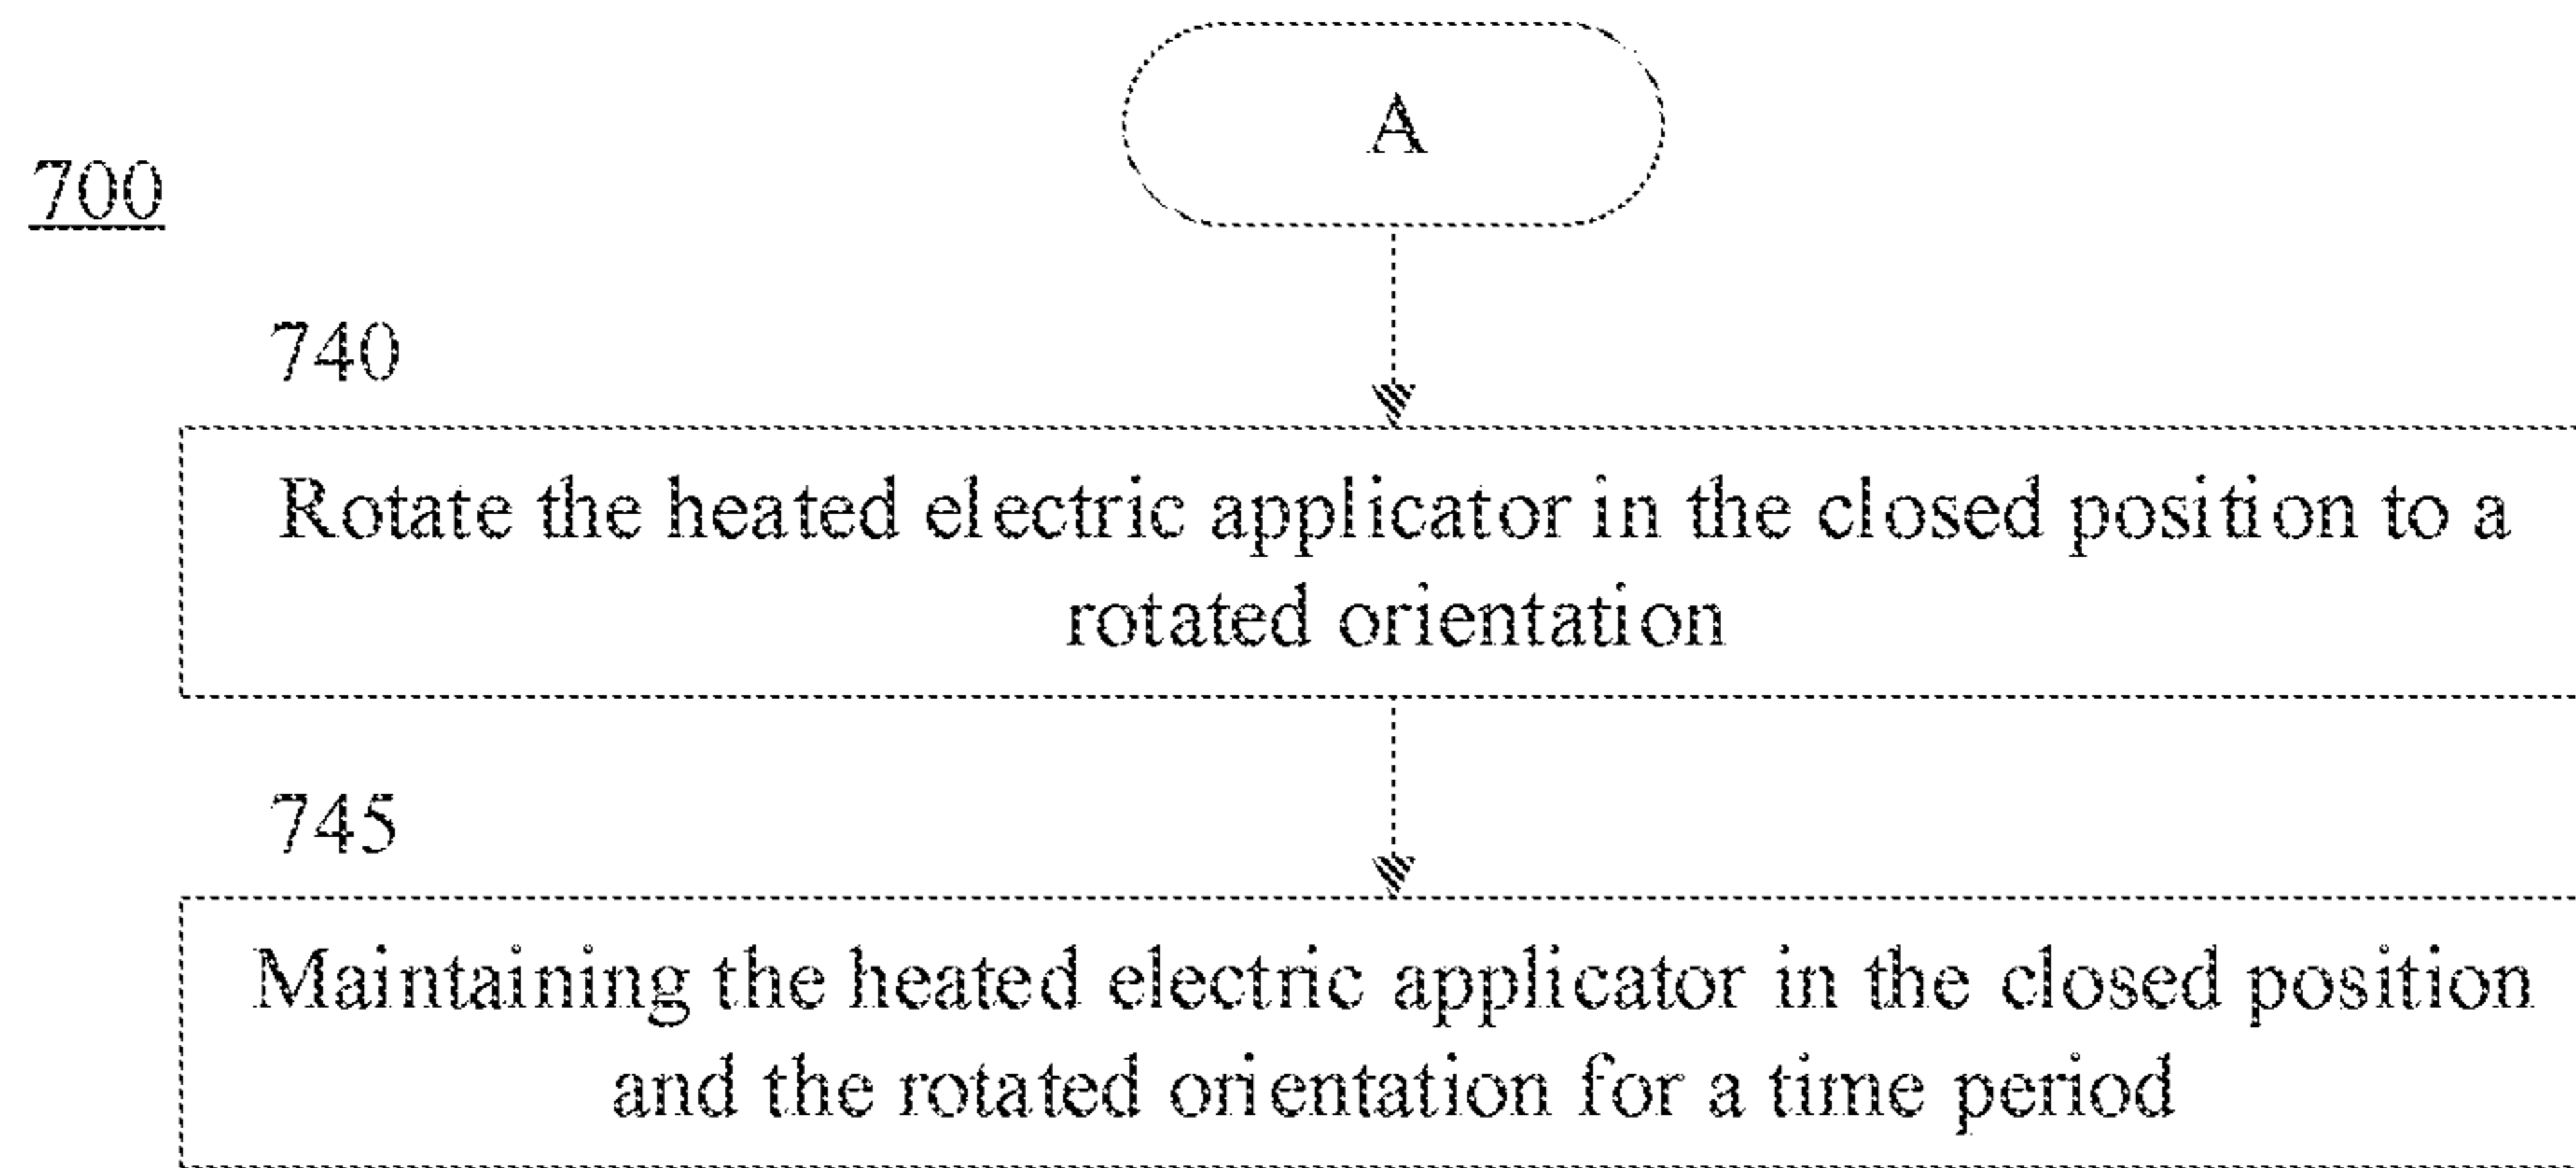 A
700
740
Rotate the heated electric applicator in the closed position to a
rotated orientation
745
Maintaining the heated electric applicator in the closed position
and the rotated orientation for a time period